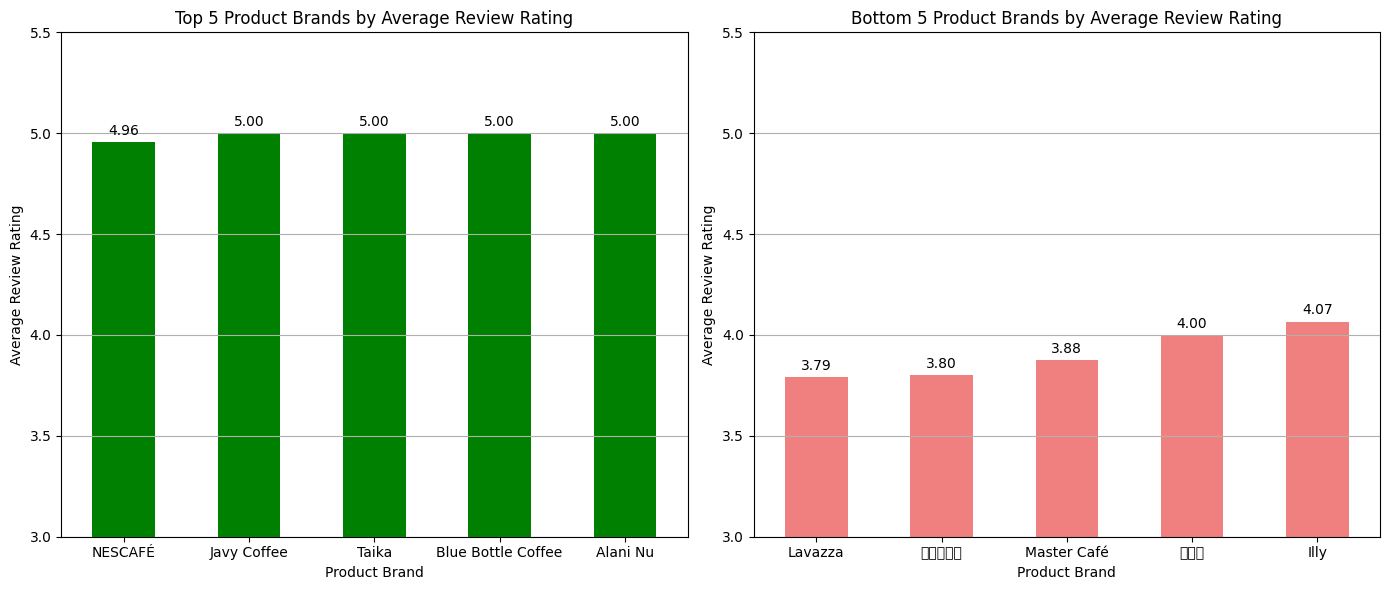 Top 5 Product Brands by Average Review Rating
5.5
5.0
4.5
4.0
3.5
3.0
Average Review Rating
4.96
5.00
5.00
5.00
5.00
NESCAFÉ
Javy Coffee
Taika
Blue Bottle Coffee
Alani Nu
Product Brand
Bottom 5 Product Brands by Average Review Rating
5.5
5.0
4.5
4.0
3.5
3.0
Average Review Rating
3.79
3.80
3.88
4.00
4.07
Lavazza
Master Café
Illy
Product Brand